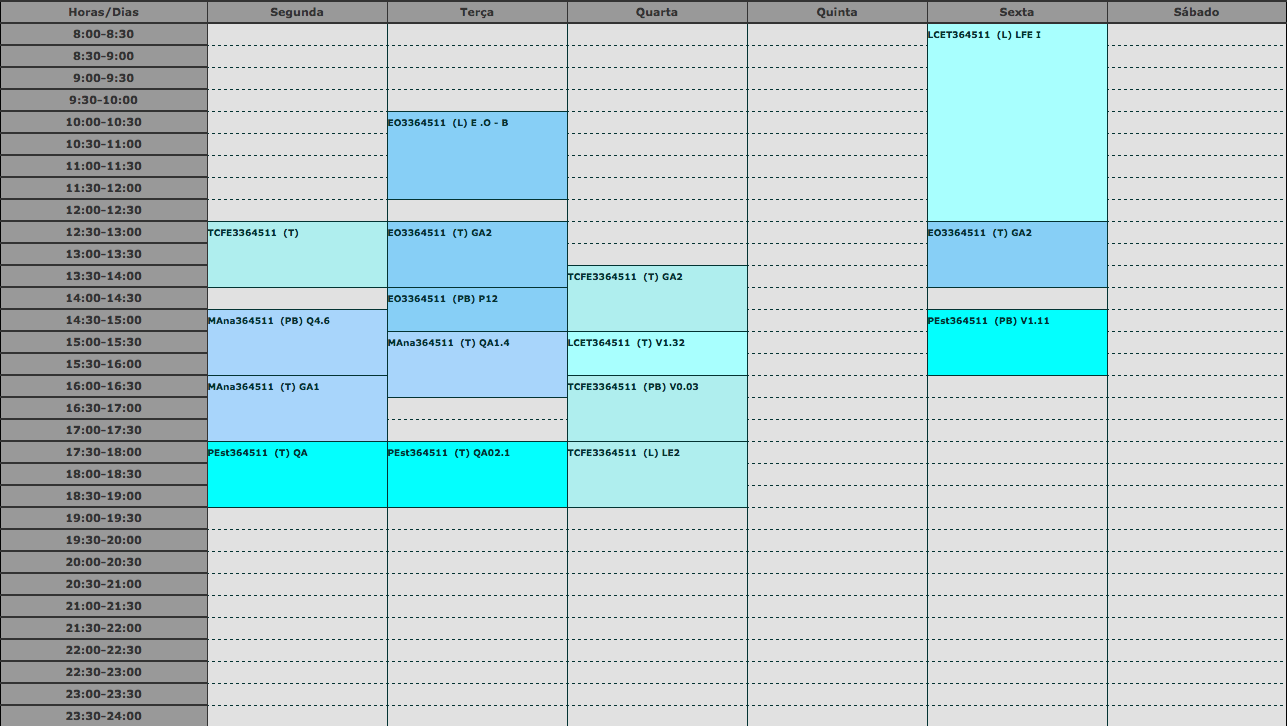 Horas/Dias Segunda Terça Quarta Quinta Sexta Sábado
8:00-8:30 LCET364511 (L) LFE I
8:30-9:00
9:00-9:30
9:30-10:00
10:00-10:30 EO3364511 (L) E .O - B
10:30-11:00
11:00-11:30
11:30-12:00
12:00-12:30
12:30-13:00 TCFE3364511 (T) EO3364511 (T) GA2 EO3364511 (T) GA2
13:00-13:30
13:30-14:00 TCFE3364511 (T) GA2
14:00-14:30 EO3364511 (PB) P12
14:30-15:00 MAna364511 (PB) Q4.6 PEst364511 (PB) V1.11
15:00-15:30 MAna364511 (T) QA1.4 LCET364511 (T) V1.32
15:30-16:00
16:00-16:30 MAna364511 (T) GA1 TCFE3364511 (PB) V0.03
16:30-17:00
17:00-17:30
17:30-18:00 PEst364511 (T) QA PEst364511 (T) QA02.1 TCFE3364511 (L) LE2
18:00-18:30
18:30-19:00
19:00-19:30
19:30-20:00
20:00-20:30
20:30-21:00
21:00-21:30
21:30-22:00
22:00-22:30
22:30-23:00
23:00-23:30
23:30-24:00